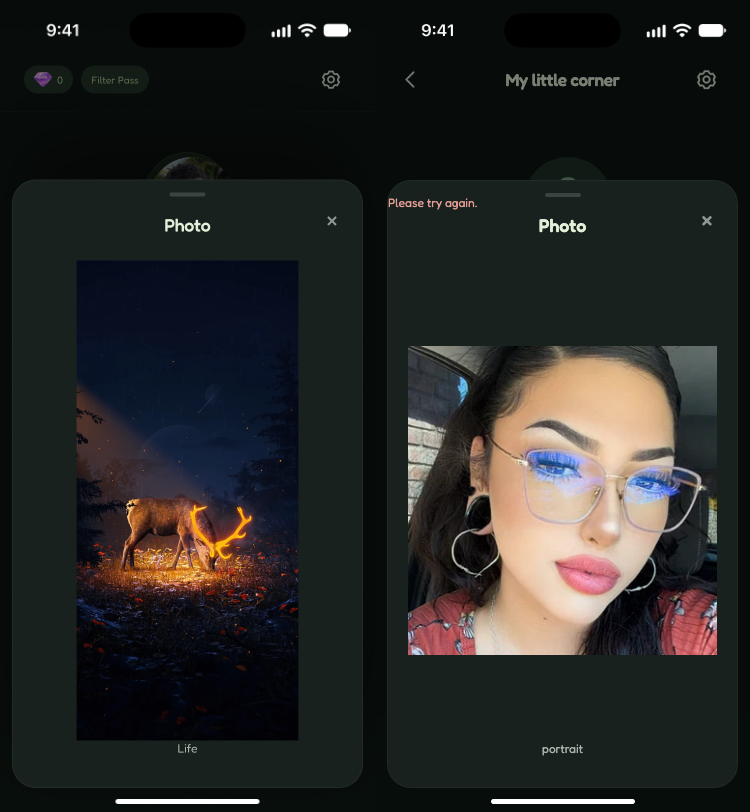 9:41
0
Filter Pass
Photo
Life
9:41
My little corner
Please try again.
Photo
portrait